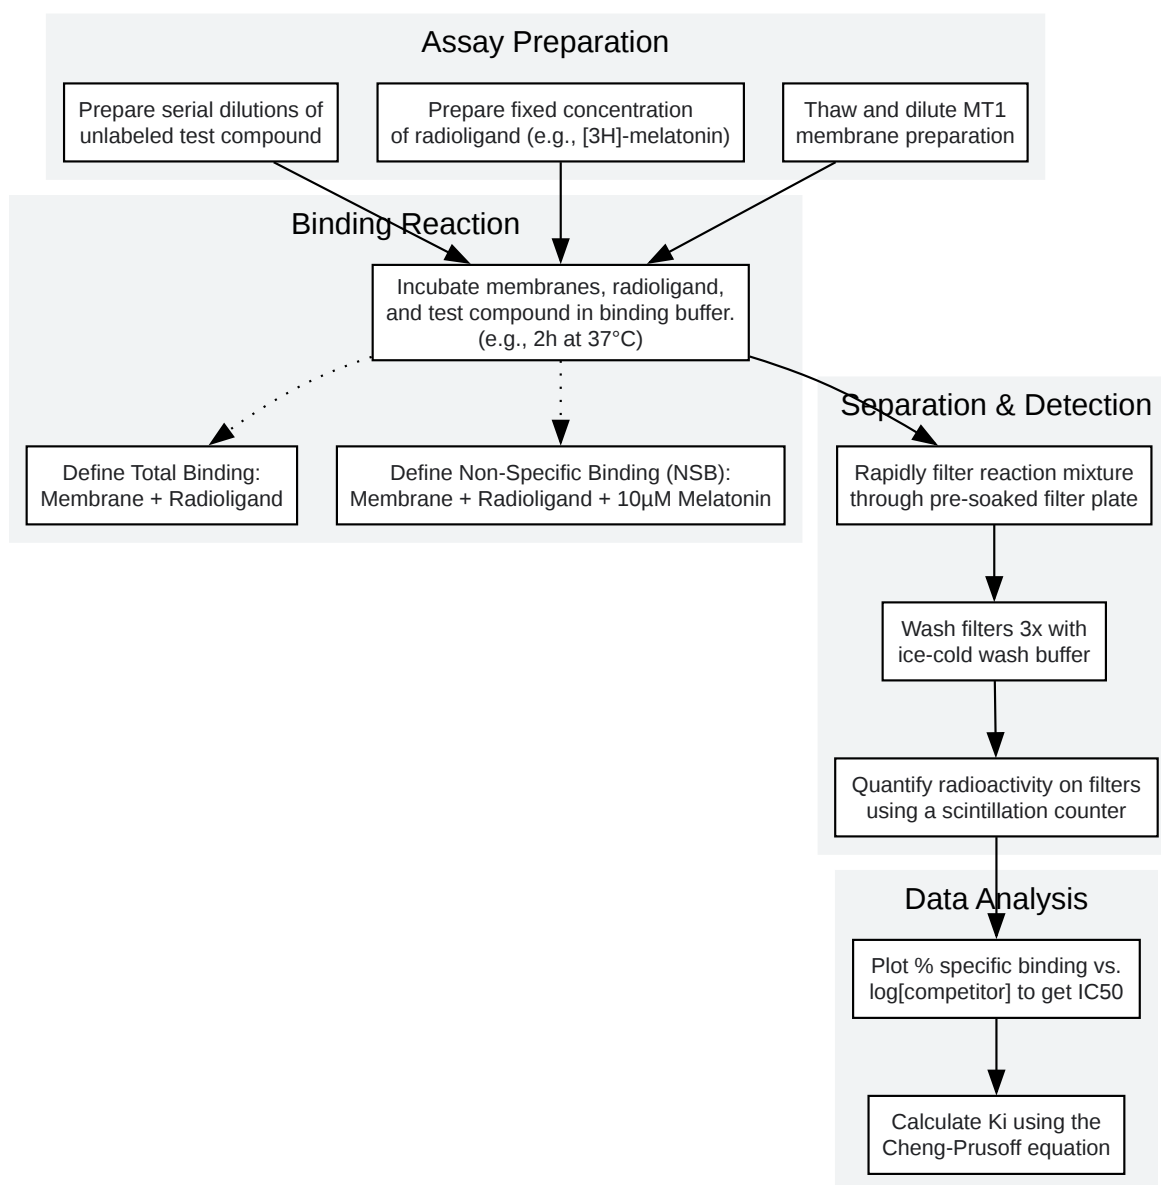 Assay Preparation
Prepare serial dilutions of
unlabeled test compound
Prepare fixed concentration
of radioligand (e.g., [3H]-melatonin)
Thaw and dilute MT1
membrane preparation
Binding Reaction
Incubate membranes, radioligand,
and test compound in binding buffer.
(e.g., 2h at 37°C)
Define Total Binding:
Membrane + Radioligand
Define Non-Specific Binding (NSB):
Membrane + Radioligand + 10µM Melatonin
Separation & Detection
Rapidly filter reaction mixture
through pre-soaked filter plate
Wash filters 3x with
ice-cold wash buffer
Quantify radioactivity on filters
using a scintillation counter
Data Analysis
Plot % specific binding vs.
log[competitor] to get IC50
Calculate Ki using the
Cheng-Prusoff equation